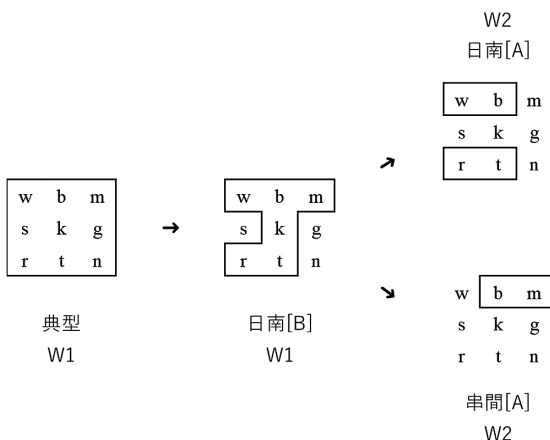 典型
W1
w b m
s k g
r t n
日南[B]
W1
w b m
s k g
r t n
W2
日南[A]
w b m
s k g
r t n
串間[A]
W2
w b m
s k g
r t n